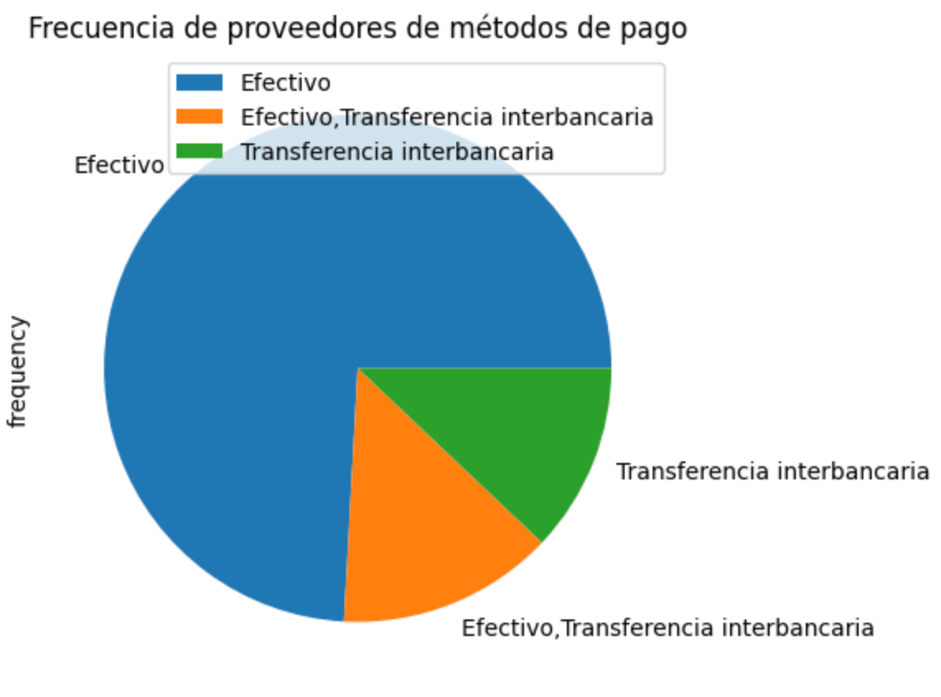 Frecuencia de proveedores de métodos de pago
Efectivo
Efectivo,Transferencia interbancaria
Transferencia interbancaria
Efectivo
frequency
Transferencia interbancaria
Efectivo,Transferencia interbancaria